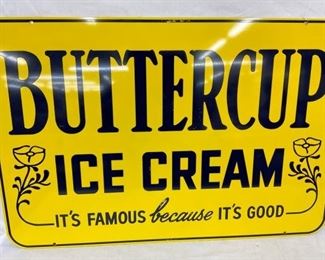 BUTTERCUP
ICE CREAM
IT'S FAMOUS because IT'S GOOD